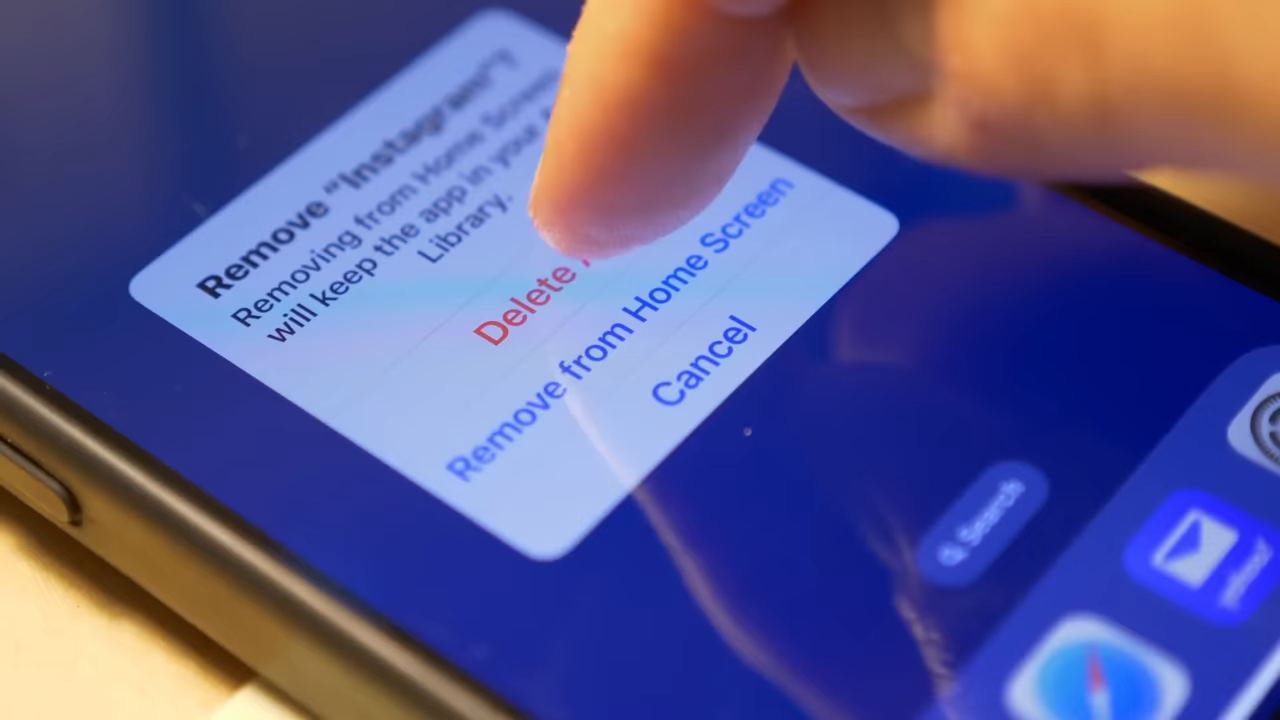 Remove “Instagram”?
Removing from Home Screen
will keep the app in your
Library.
Delete
Remove from Home Screen
Cancel
Search